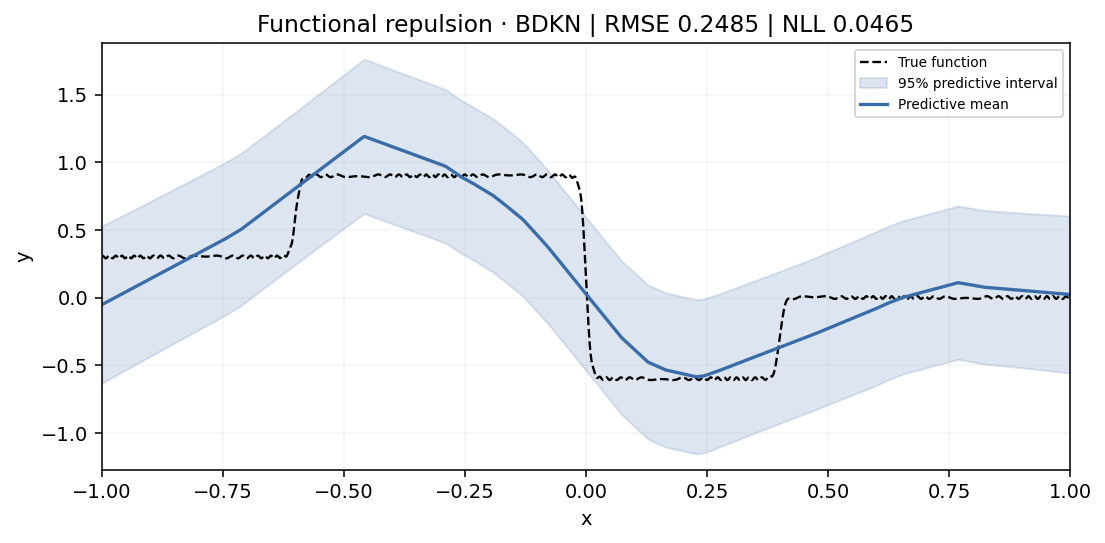 Functional repulsion · BDKN | RMSE 0.2485 | NLL 0.0465
True function
95% predictive interval
Predictive mean
1.5
1.0
0.5
0.0
−0.5
−1.0
y
−1.00 −0.75 −0.50 −0.25 0.00 0.25 0.50 0.75 1.00
x